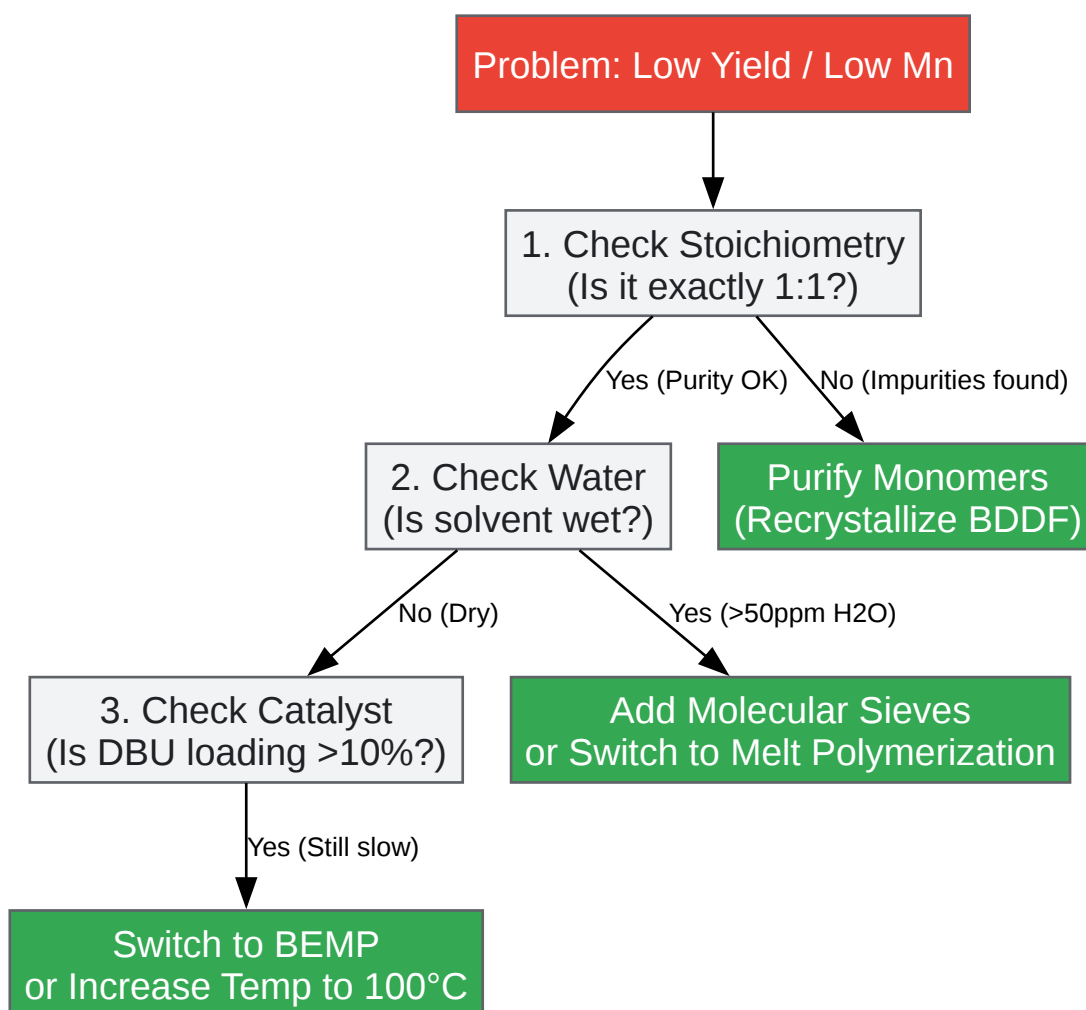 Problem: Low Yield / Low Mn
1. Check Stoichiometry
(Is it exactly 1:1?)
Yes (Purity OK)
No (Impurities found)
2. Check Water
(Is solvent wet?)
Purify Monomers
(Recrystallize BDDF)
No (Dry)
Yes (>50ppm H2O)
3. Check Catalyst
(Is DBU loading >10%?)
Add Molecular Sieves
or Switch to Melt Polymerization
Yes (Still slow)
Switch to BEMP
or Increase Temp to 100°C